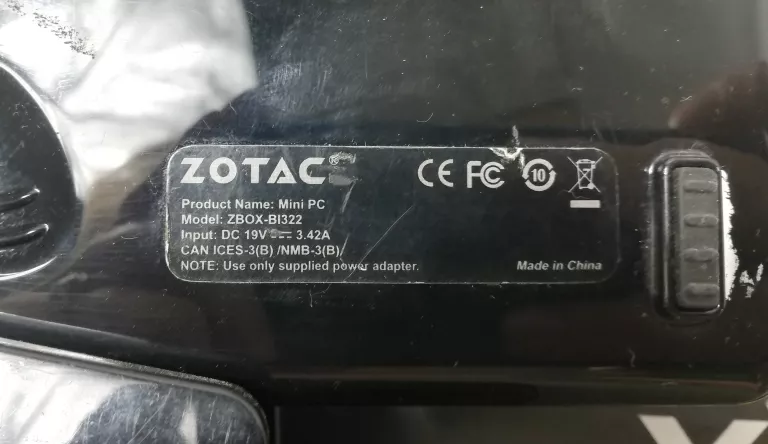 ZOTAC
CE FC 10
Product Name: Mini PC
Model: ZBOX-BI322
Input: DC 19V ⎓ 3.42A
CAN ICES-3(B) /NMB-3(B)
NOTE: Use only supplied power adapter.
Made in China